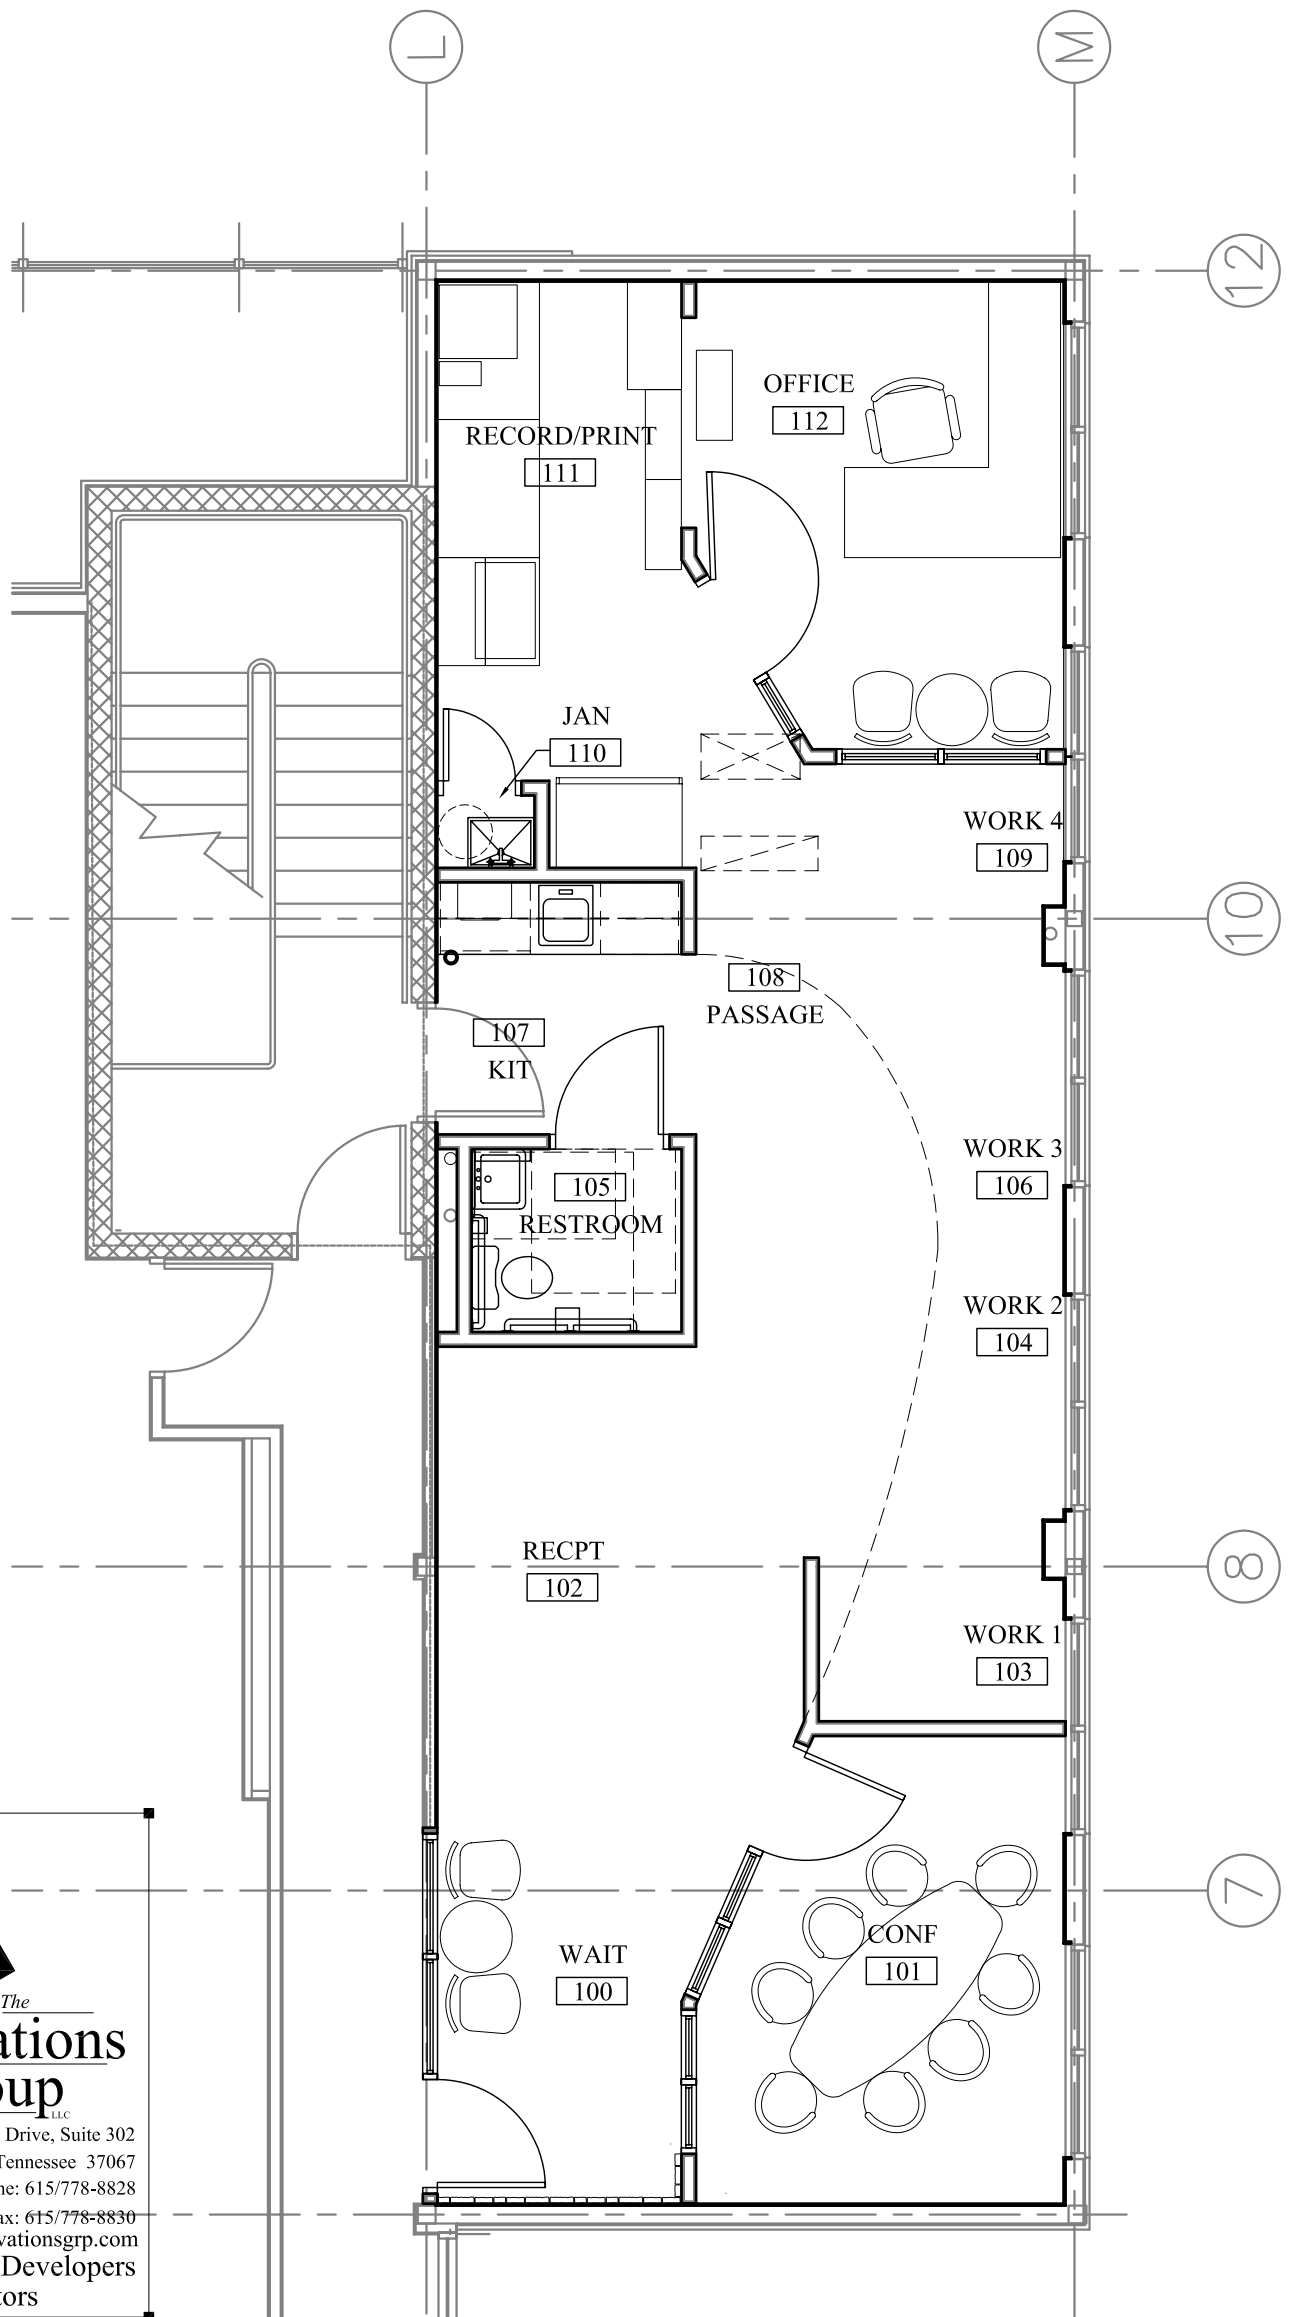 L
M
12
OFFICE
112
RECORD/PRINT
111
JAN
110
WORK 4
109
10
108
PASSAGE
107
KIT
WORK 3
106
105
RESTROOM
WORK 2
104
RECPT
102
8
WORK 1
103
7
CONF
101
WAIT
100
The
ations
oup
LLC
Drive, Suite 302
Tennessee 37067
ne: 615/778-8828
ax: 615/778-8830
vationsgrp.com
Developers
tors